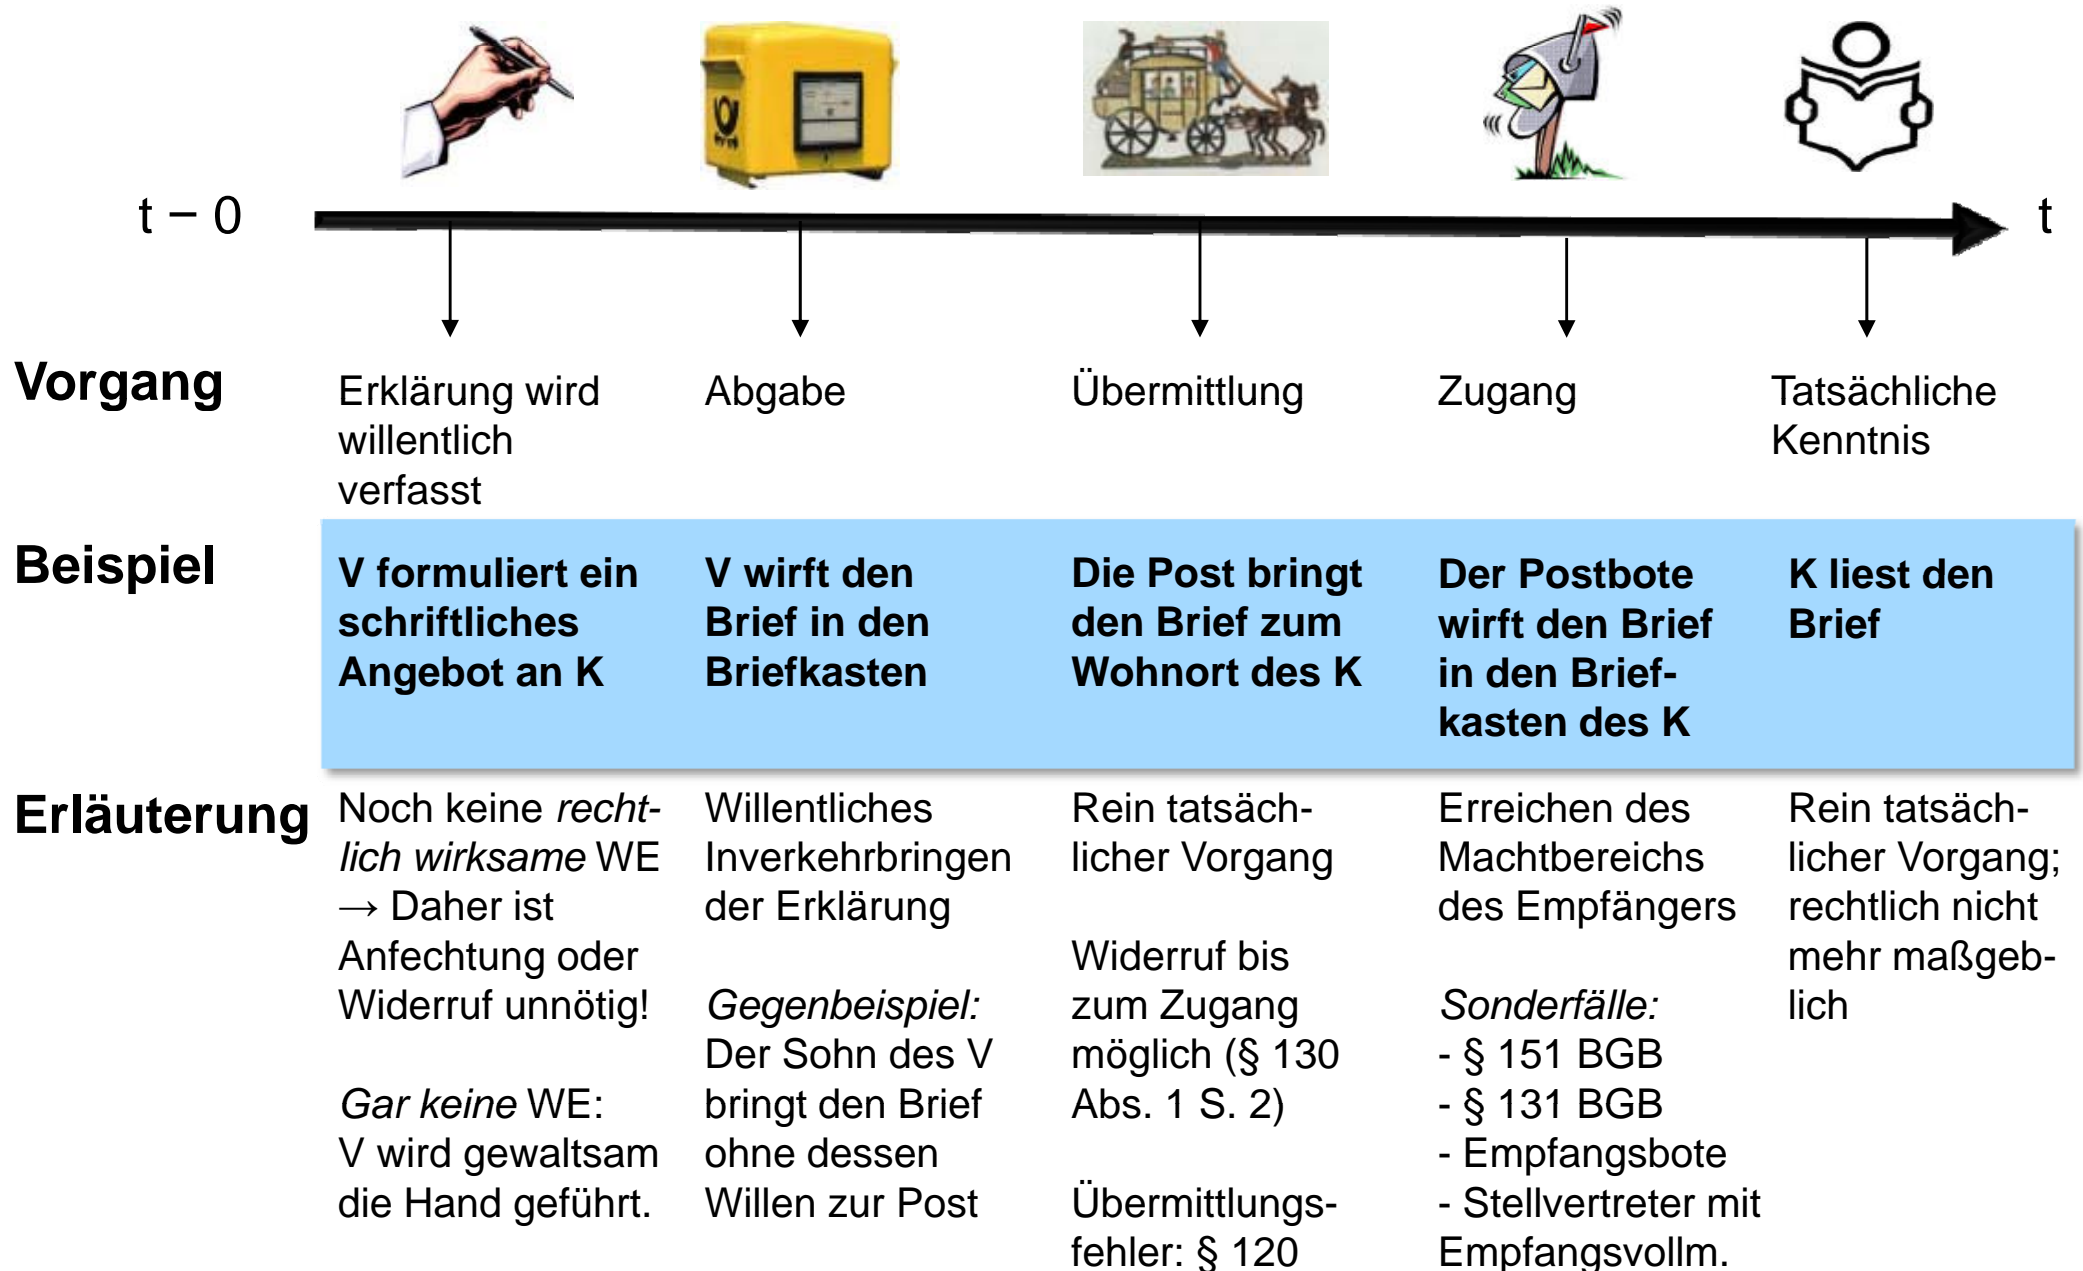 t − 0
t
Vorgang
Erklärung wird
willentlich
verfasst
Abgabe
Übermittlung
Zugang
Tatsächliche
Kenntnis
Beispiel
V formuliert ein
schriftliches
Angebot an K
V wirft den
Brief in den
Briefkasten
Die Post bringt
den Brief zum
Wohnort des K
Der Postbote
wirft den Brief
in den Brief-
kasten des K
K liest den
Brief
Erläuterung
Noch keine recht-
lich wirksame WE
→ Daher ist
Anfechtung oder
Widerruf unnötig!
Gar keine WE:
V wird gewaltsam
die Hand geführt.
Willentliches
Inverkehrbringen
der Erklärung
Gegenbeispiel:
Der Sohn des V
bringt den Brief
ohne dessen
Willen zur Post
Rein tatsäch-
licher Vorgang
Widerruf bis
zum Zugang
möglich (§ 130
Abs. 1 S. 2)
Übermittlungs-
fehler: § 120
Erreichen des
Machtbereichs
des Empfängers
Sonderfälle:
- § 151 BGB
- § 131 BGB
- Empfangsbote
- Stellvertreter mit
Empfangsvollm.
Rein tatsäch-
licher Vorgang;
rechtlich nicht
mehr maßgeb-
lich